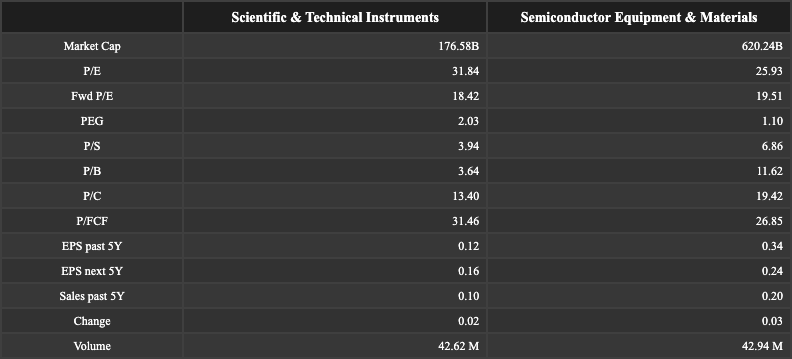 Scientific & Technical Instruments Semiconductor Equipment & Materials
Market Cap 176.58B 620.24B
P/E 31.84 25.93
Fwd P/E 18.42 19.51
PEG 2.03 1.10
P/S 3.94 6.86
P/B 3.64 11.62
P/C 13.40 19.42
P/FCF 31.46 26.85
EPS past 5Y 0.12 0.34
EPS next 5Y 0.16 0.24
Sales past 5Y 0.10 0.20
Change 0.02 0.03
Volume 42.62 M 42.94 M